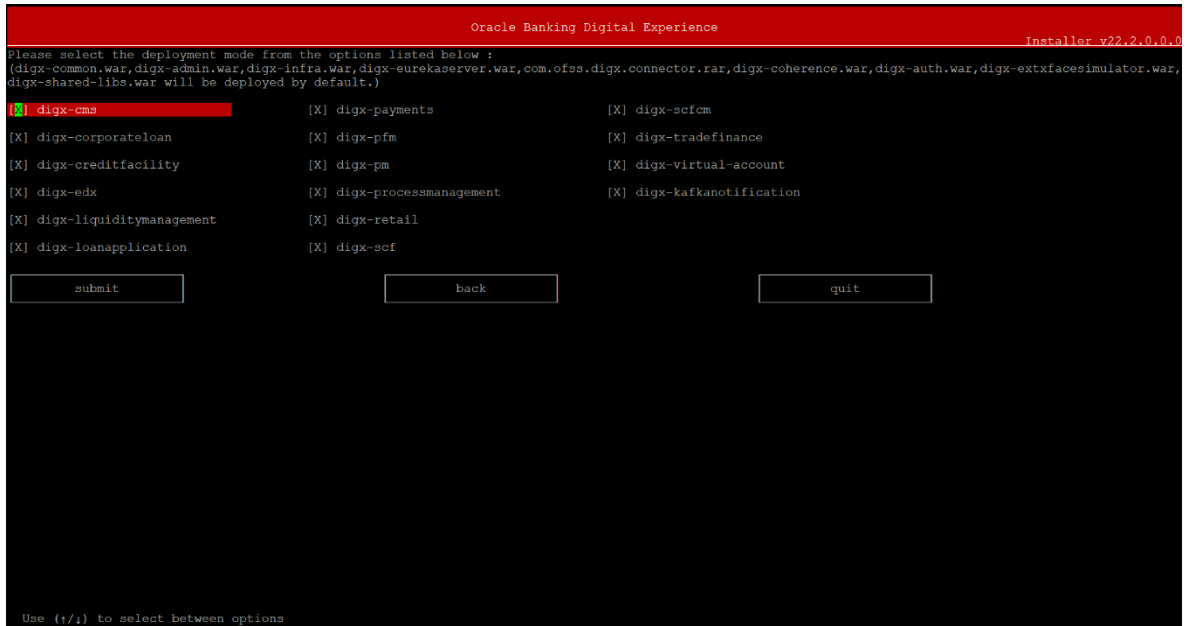 Oracle Banking Digital Experience
Installer v22.2.0.0.0
Please select the deployment mode from the options listed below :
(digx-common.war,digx-admin.war,digx-infra.war,digx-eurekaserver.war,com.ofss.digx.connector.rar,digx-coherence.war,digx-auth.war,digx-extxfacesimulator.war,
digx-shared-libs.war will be deployed by default.)
[X] digx-cms [X] digx-payments [X] digx-scfcm
[X] digx-corporateloan [X] digx-pfm [X] digx-tradefinance
[X] digx-creditfacility [X] digx-pm [X] digx-virtual-account
[X] digx-edx [X] digx-processmanagement [X] digx-kafkanotification
[X] digx-liquiditymanagement [X] digx-retail
[X] digx-loanapplication [X] digx-scf
submit back quit
Use (↑/↓) to select between options